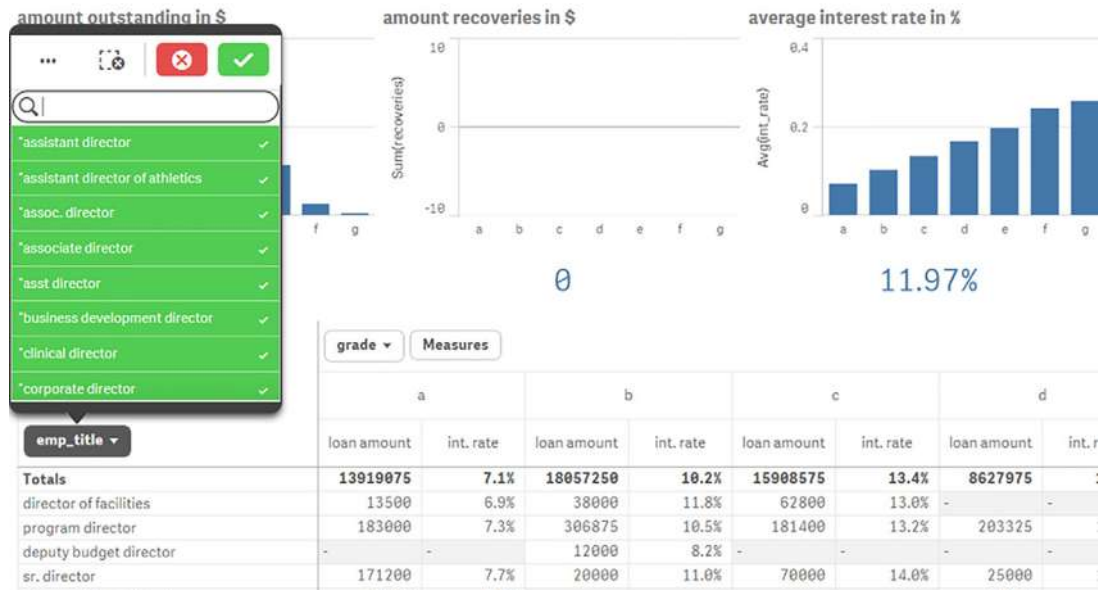 amount outstanding in $
amount recoveries in $
average interest rate in %
"assistant director
"assistant director of athletics
"assoc. director
"associate director
"asst director
"business development director
"clinical director
"corporate director
f g
Sum(recoveries)
10
0
-10
a b c d e f g
0
Avg(int_rate)
0.4
0.2
0
a b c d e f g
11.97%
grade Measures
a b c d
emp_title loan amount int. rate loan amount int. rate loan amount int. rate loan amount int.
Totals 13919075 7.1% 18057250 10.2% 15908575 13.4% 8627975
director of facilities 13500 6.9% 38000 11.8% 62800 13.0% - -
program director 183000 7.3% 306875 10.5% 181400 13.2% 203325
deputy budget director - - 12000 8.2% - - - -
sr. director 171200 7.7% 20000 11.0% 70000 14.0% 25000